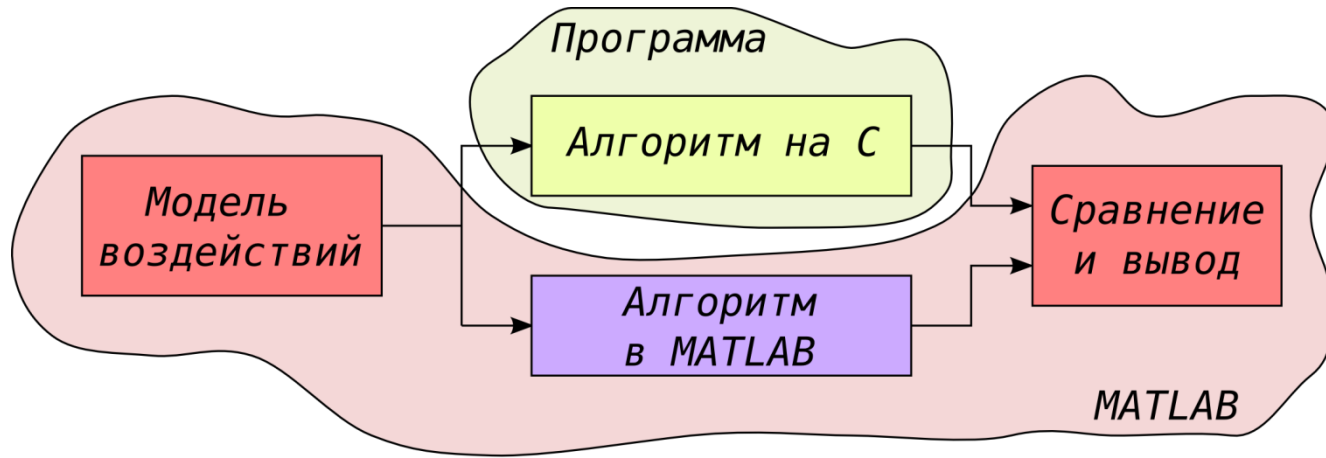 Программа
Алгоритм на C
Модель
воздействий
Сравнение
и вывод
Алгоритм
в MATLAB
MATLAB